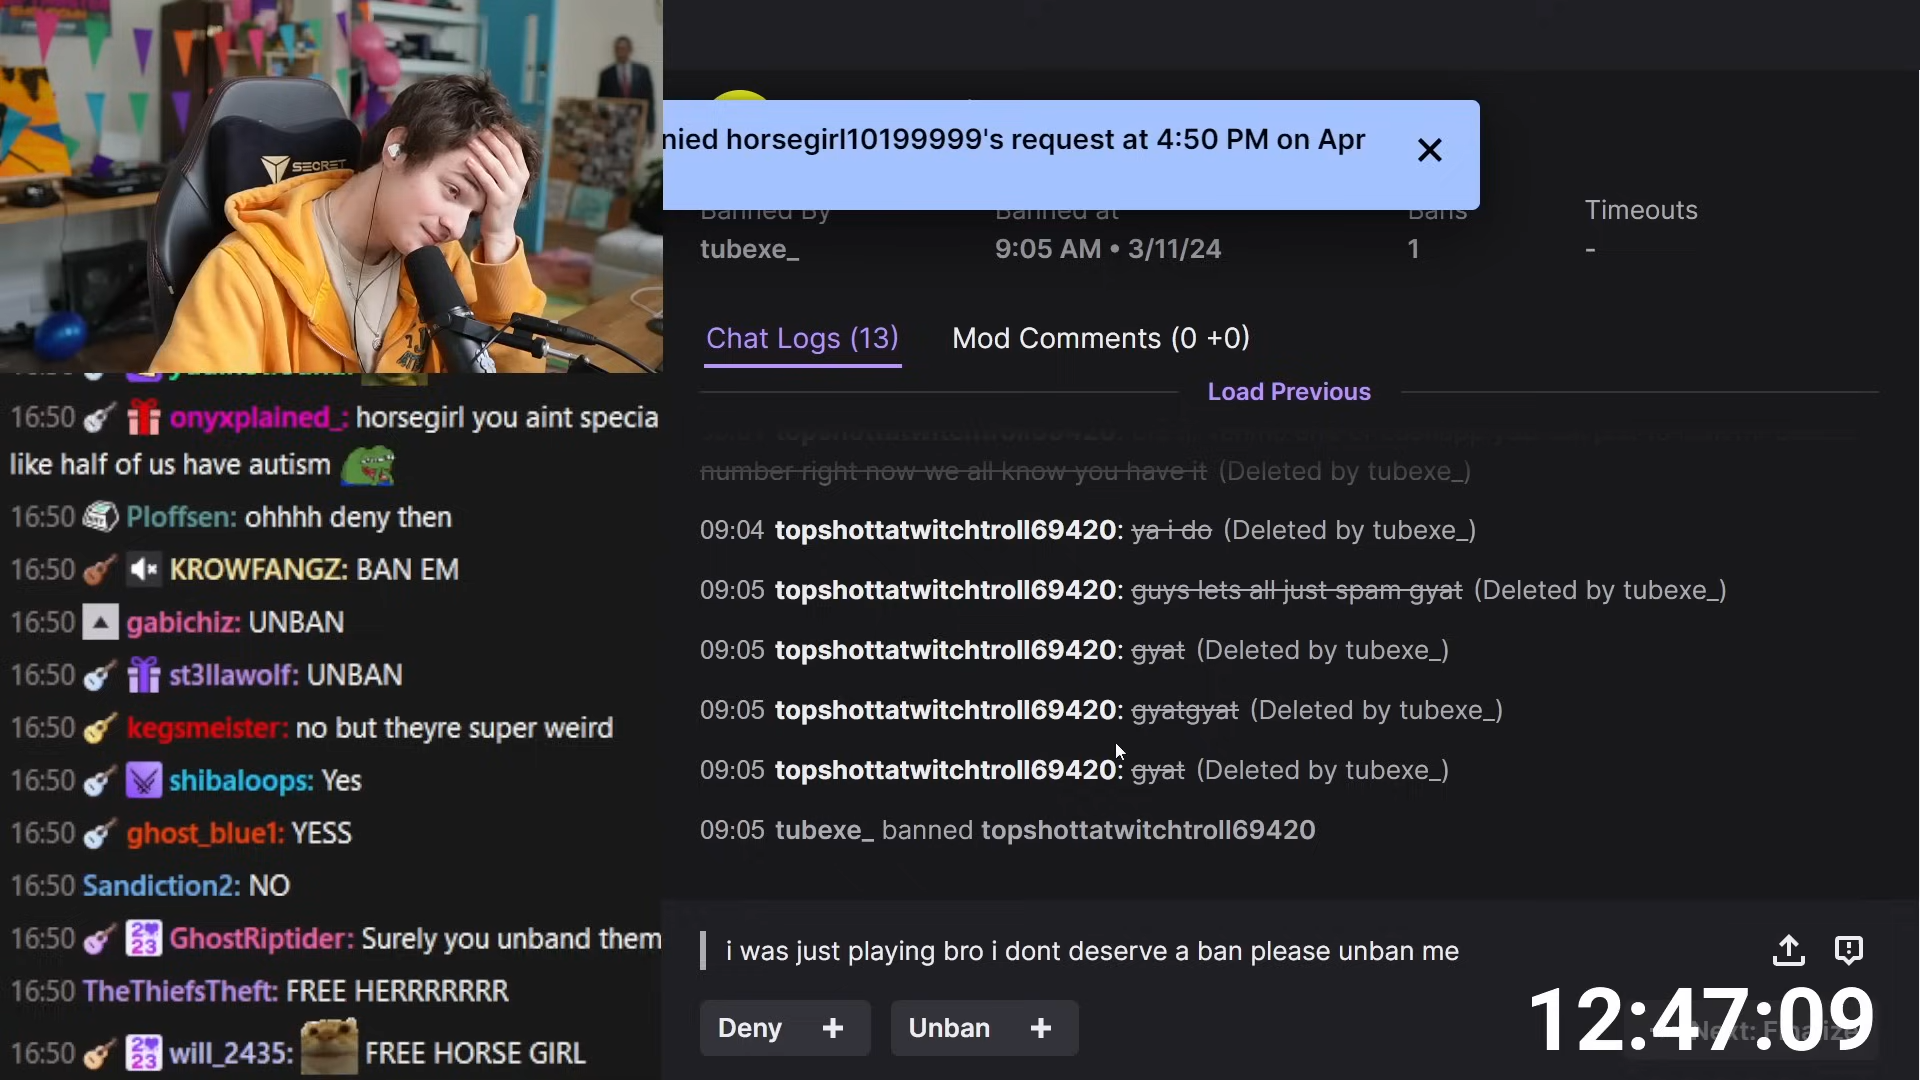 SECRET
nied horsegirl10199999's request at 4:50 PM on Apr
Banned By
Banned at
Bans
Timeouts
tubexe_
9:05 AM • 3/11/24
1
-
Chat Logs (13)
Mod Comments (0 +0)
Load Previous
number right now we all know you have it (Deleted by tubexe_)
09:04 topshottatwitchtroll69420: ya i do (Deleted by tubexe_)
09:05 topshottatwitchtroll69420: guys lets all just spam gyat (Deleted by tubexe_)
09:05 topshottatwitchtroll69420: gyat (Deleted by tubexe_)
09:05 topshottatwitchtroll69420: gyatgyat (Deleted by tubexe_)
09:05 topshottatwitchtroll69420: gyat (Deleted by tubexe_)
09:05 tubexe_ banned topshottatwitchtroll69420
i was just playing bro i dont deserve a ban please unban me
Deny +
Unban +
Next: Finalize
12:47:09
16:50 onyxplained_: horsegirl you aint specia
like half of us have autism
16:50 Ploffsen: ohhhh deny then
16:50 KROWFANGZ: BAN EM
16:50 gabichiz: UNBAN
16:50 st3llawolf: UNBAN
16:50 kegsmeister: no but theyre super weird
16:50 shibaloops: Yes
16:50 ghost_blue1: YESS
16:50 Sandiction2: NO
16:50 2 23 GhostRiptider: Surely you unband them
16:50 TheThiefsTheft: FREE HERRRRRRR
16:50 2 23 will_2435: FREE HORSE GIRL